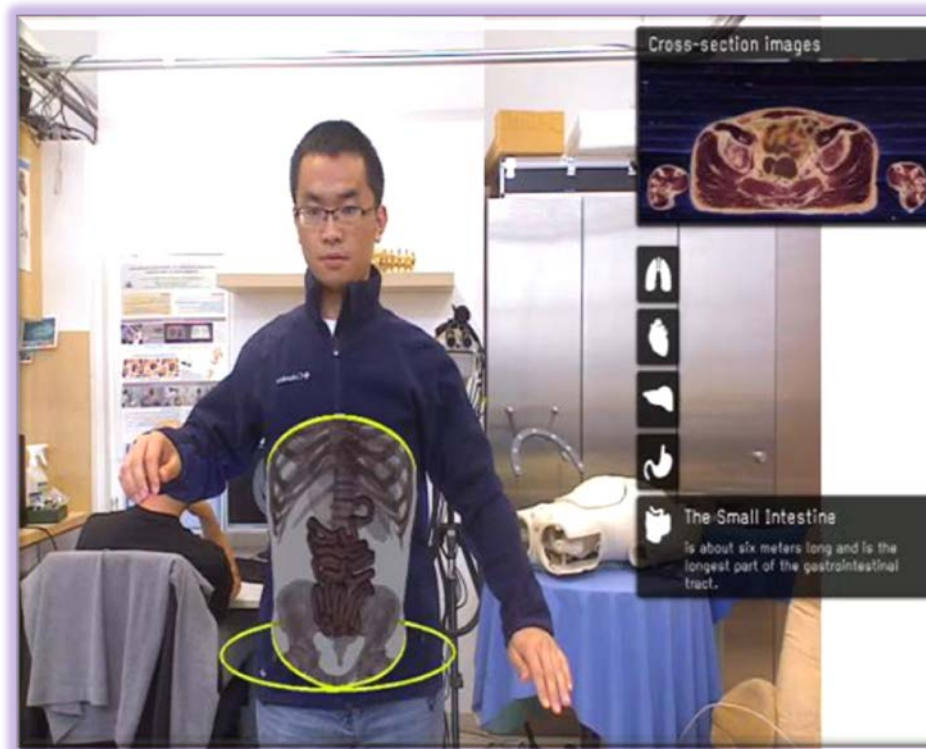 Cross-section images
The Small Intestine
is about six meters long and is the
longest part of the gastrointestinal
tract.